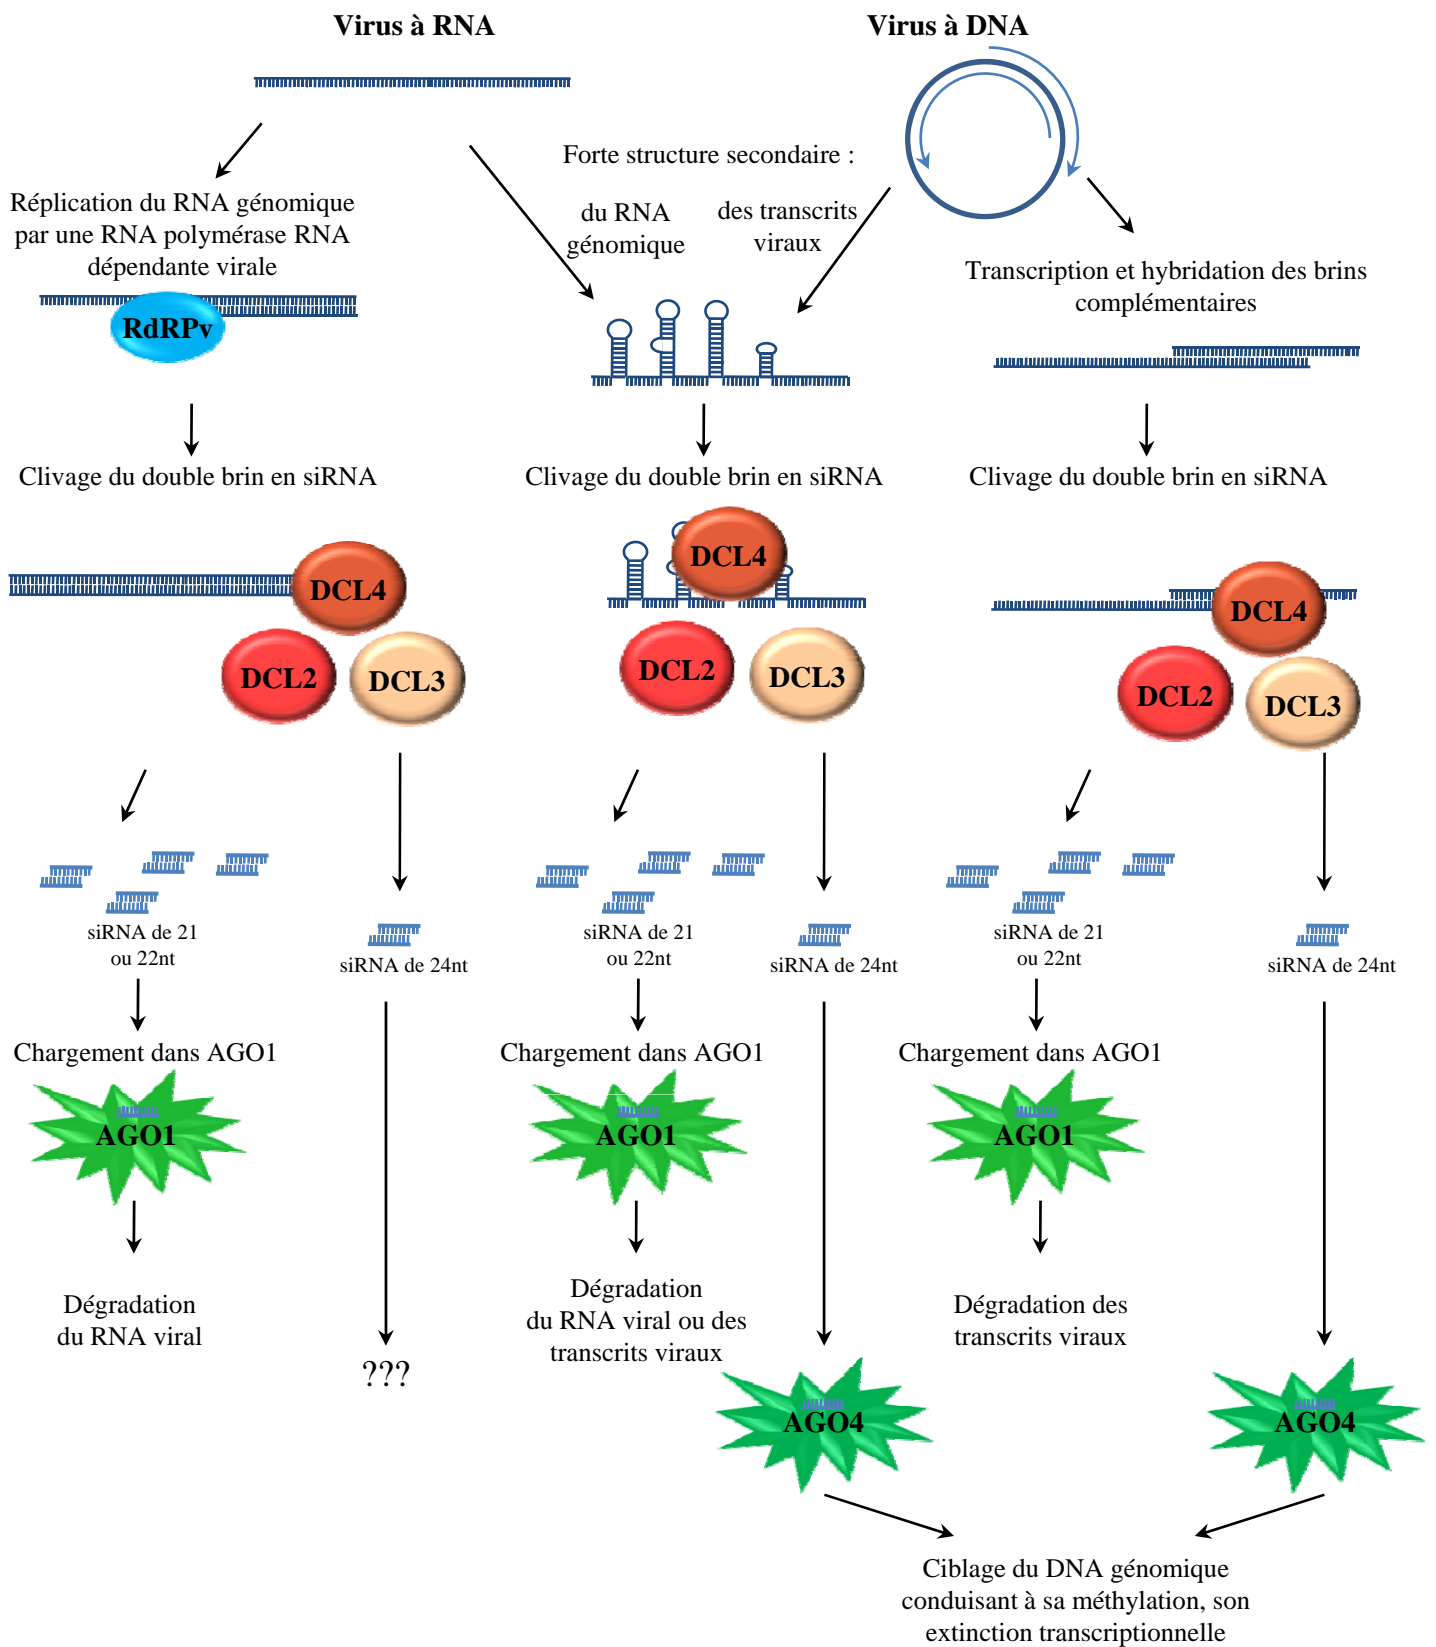 Virus à RNA
Virus à DNA
Forte structure secondaire :
Réplication du RNA génomique
par une RNA polymérase RNA
dépendante virale
du RNA
génomique
des transcrits
viraux
Transcription et hybridation des brins
complémentaires
RdRPv
Clivage du double brin en siRNA
Clivage du double brin en siRNA
Clivage du double brin en siRNA
DCL4
DCL2
DCL3
DCL4
DCL2
DCL3
DCL4
DCL2
DCL3
siRNA de 21
ou 22nt
siRNA de 24nt
siRNA de 21
ou 22nt
siRNA de 24nt
siRNA de 21
ou 22nt
siRNA de 24nt
Chargement dans AGO1
Chargement dans AGO1
Chargement dans AGO1
AGO1
AGO1
AGO1
Dégradation
du RNA viral
???
Dégradation
du RNA viral ou des
transcrits viraux
Dégradation des
transcrits viraux
AGO4
AGO4
Ciblage du DNA génomique
conduisant à sa méthylation, son
extinction transcriptionnelle